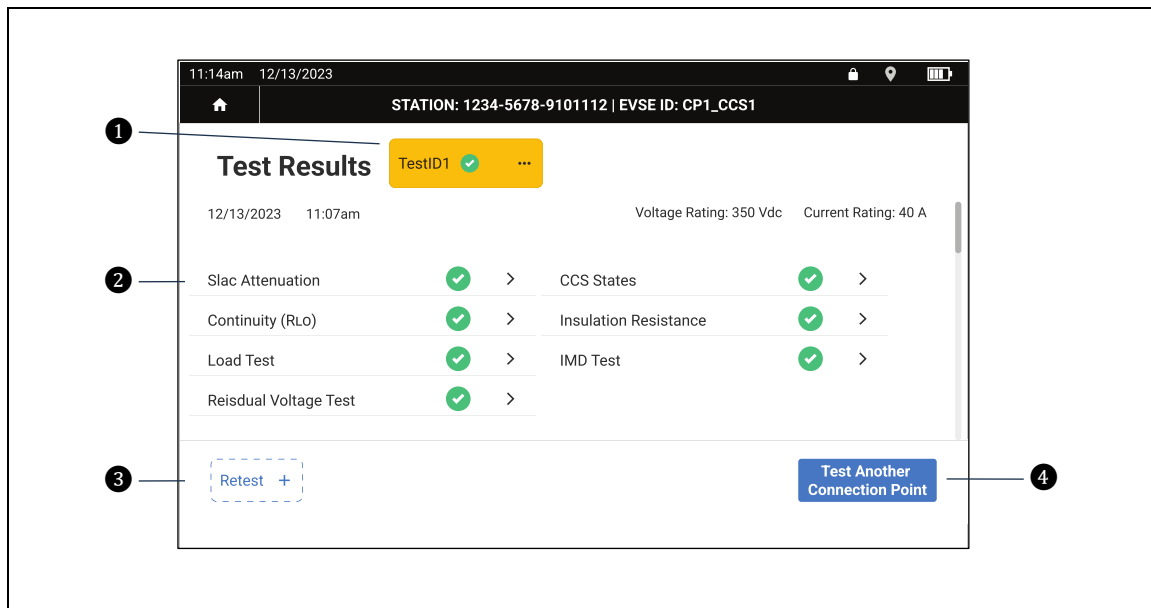 11:14am 12/13/2023
STATION: 1234-5678-9101112 | EVSE ID: CP1_CCS1
1
Test Results
TestID1
...
12/13/2023 11:07am
Voltage Rating: 350 Vdc Current Rating: 40 A
2
Slac Attenuation
CCS States
Continuity (RLO)
Insulation Resistance
Load Test
IMD Test
Reisdual Voltage Test
3
Retest +
Test Another
Connection Point
4